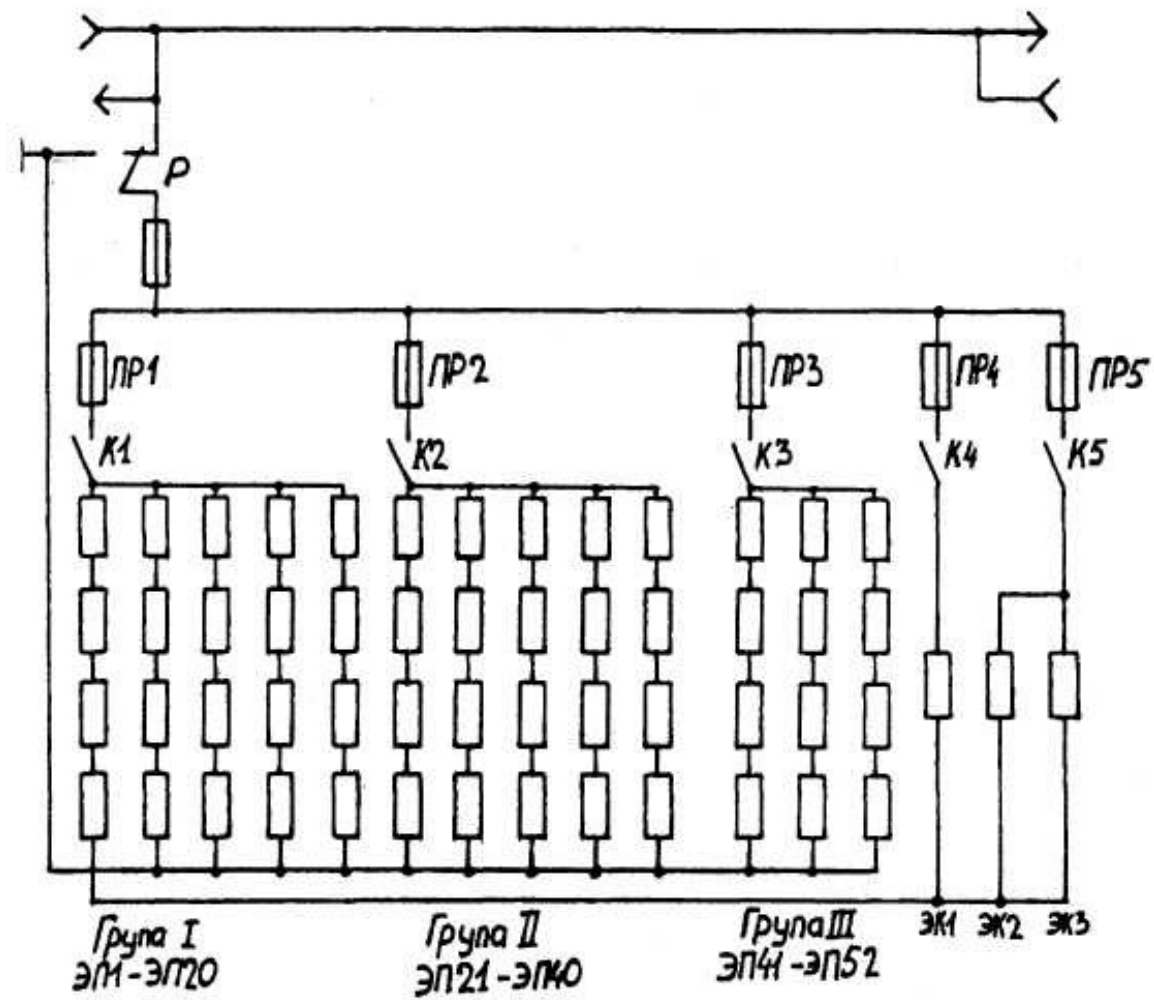 Р
ПР1
ПР2
ПР3
ПР4
ПР5
К1
К2
К3
К4
К5
Група I
ЭП1-ЭП20
Група II
ЭП21-ЭП40
Група III
ЭП41-ЭП52
ЭК1
ЭК2
ЭК3